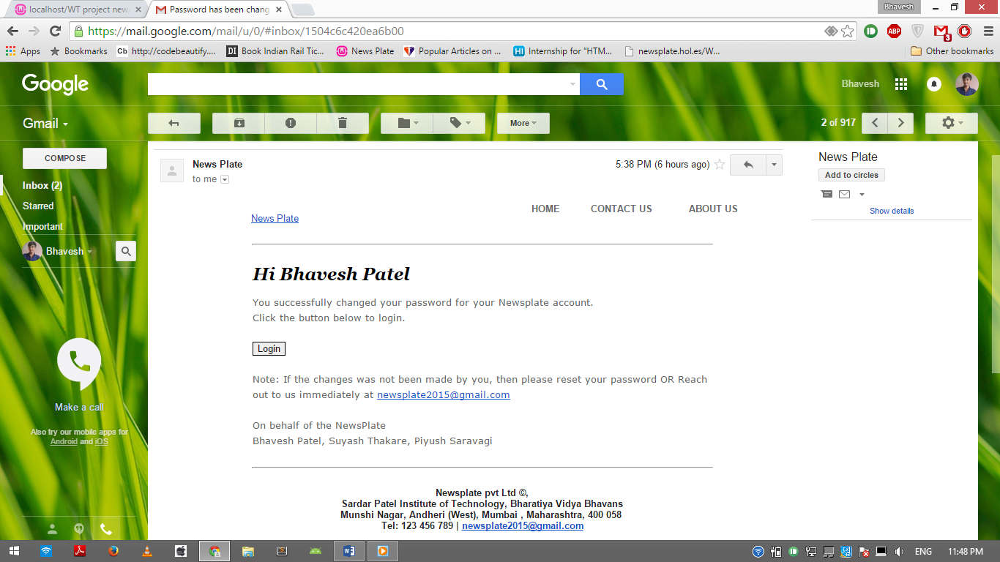 Bhavesh
localhost/WT project new
Password has been chang
https://mail.google.com/mail/u/0/#inbox/1504c6c420ea6b00
ABP
3
Apps
Bookmarks
Cb http://codebeautify....
DI Book Indian Rail Tic...
News Plate
Popular Articles on ...
HI Internship for "HTM...
newsplate.hol.es/W...
Other bookmarks
Google
Bhavesh
Gmail
More
2 of 917
COMPOSE
Inbox (2)
Starred
Important
Bhavesh
Make a call
Also try our mobile apps for
Android and iOS
News Plate
to me
5:38 PM (6 hours ago)
News Plate
Add to circles
Show details
HOME CONTACT US ABOUT US
News Plate
Hi Bhavesh Patel
You successfully changed your password for your Newsplate account.
Click the button below to login.
Login
Note: If the changes was not been made by you, then please reset your password OR Reach
out to us immediately at newsplate2015@gmail.com
On behalf of the NewsPlate
Bhavesh Patel, Suyash Thakare, Piyush Saravagi
Newsplate pvt Ltd ©,
Sardar Patel Institute of Technology, Bharatiya Vidya Bhavans
Munshi Nagar, Andheri (West), Mumbai , Maharashtra, 400 058
Tel: 123 456 789 | newsplate2015@gmail.com
ENG
11:48 PM